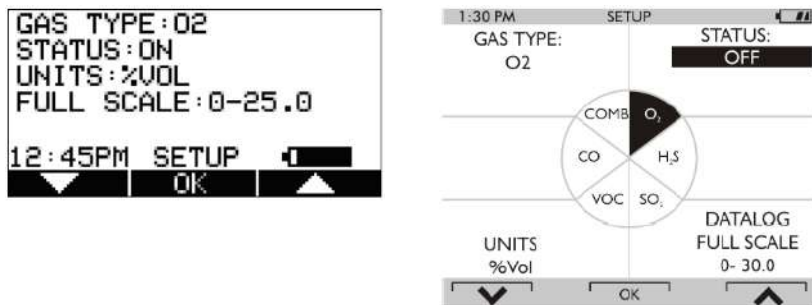 GAS TYPE:O2
STATUS:ON
UNITS:%VOL
FULL SCALE:0-25.0
12:45PM SETUP
OK
1:30 PM SETUP
GAS TYPE:
O2
STATUS:
OFF
COMB O₂
CO H₂S
VOC SO₂
UNITS
%Vol
DATALOG
FULL SCALE
0- 30.0
OK